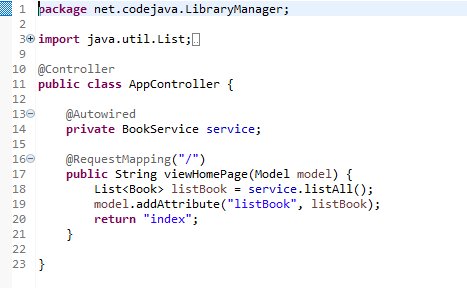 1 package net.codejava.LibraryManager;
2
3 import java.util.List;
9
10 @Controller
11 public class AppController {
12
13 @Autowired
14 private BookService service;
15
16 @RequestMapping("/")
17 public String viewHomePage(Model model) {
18 List<Book> listBook = service.listAll();
19 model.addAttribute("listBook", listBook);
20 return "index";
21 }
22
23 }